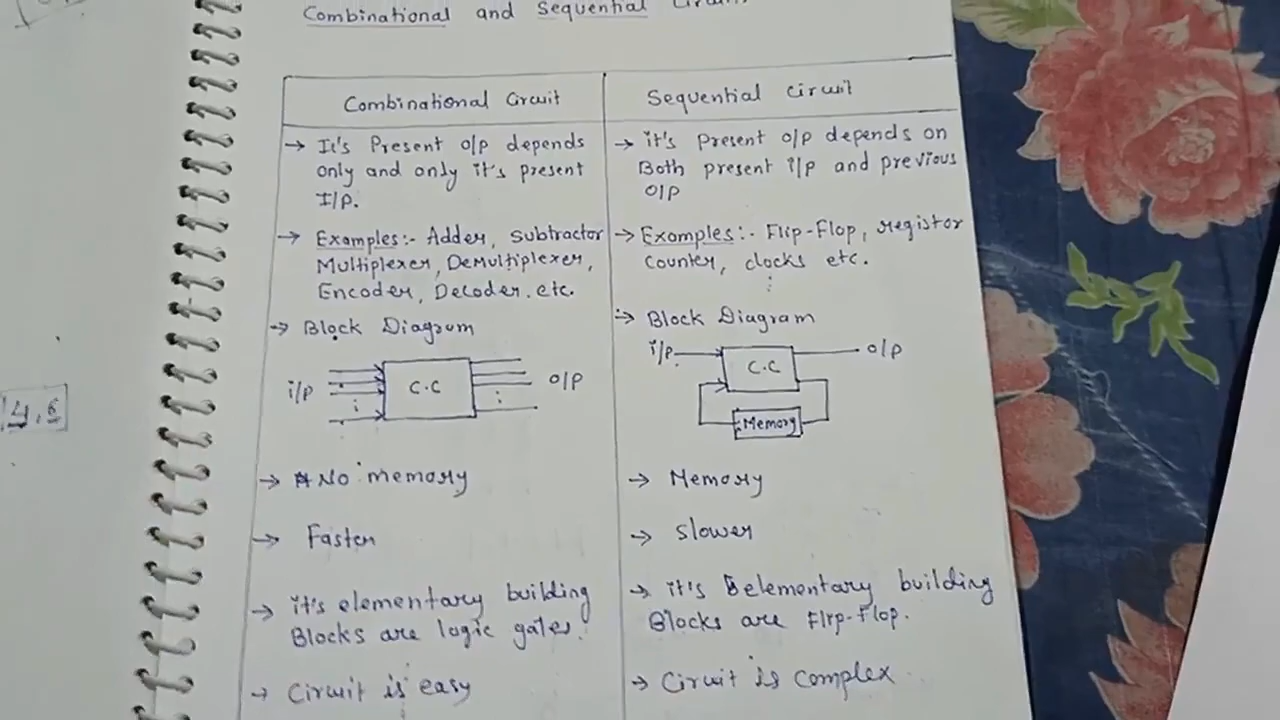 Combinational and Sequential Circuits
Combinational Circuit
→ It's Present o/p depends
only and only it's present
I/p.
→ Examples:- Adder, Subtractor
Multiplexer, DeMultiplexer,
Encoder, Decoder. etc.
→ Block Diagram
i/p
C.C
O/P
→ No memory
→ Faster
→ it's elementary building
Blocks are logic gates.
→ Circuit is easy
Sequential Circuit
→ it's Present o/p depends on
Both present i/p and previous
O/P
→ Examples:- Flip-Flop, registor
Counter, clocks etc.
→ Block Diagram
i/p
C.C
O/P
Memory
→ Memory
→ Slower
→ it's elementary building
Blocks are Flip-Flop.
→ Circuit is complex